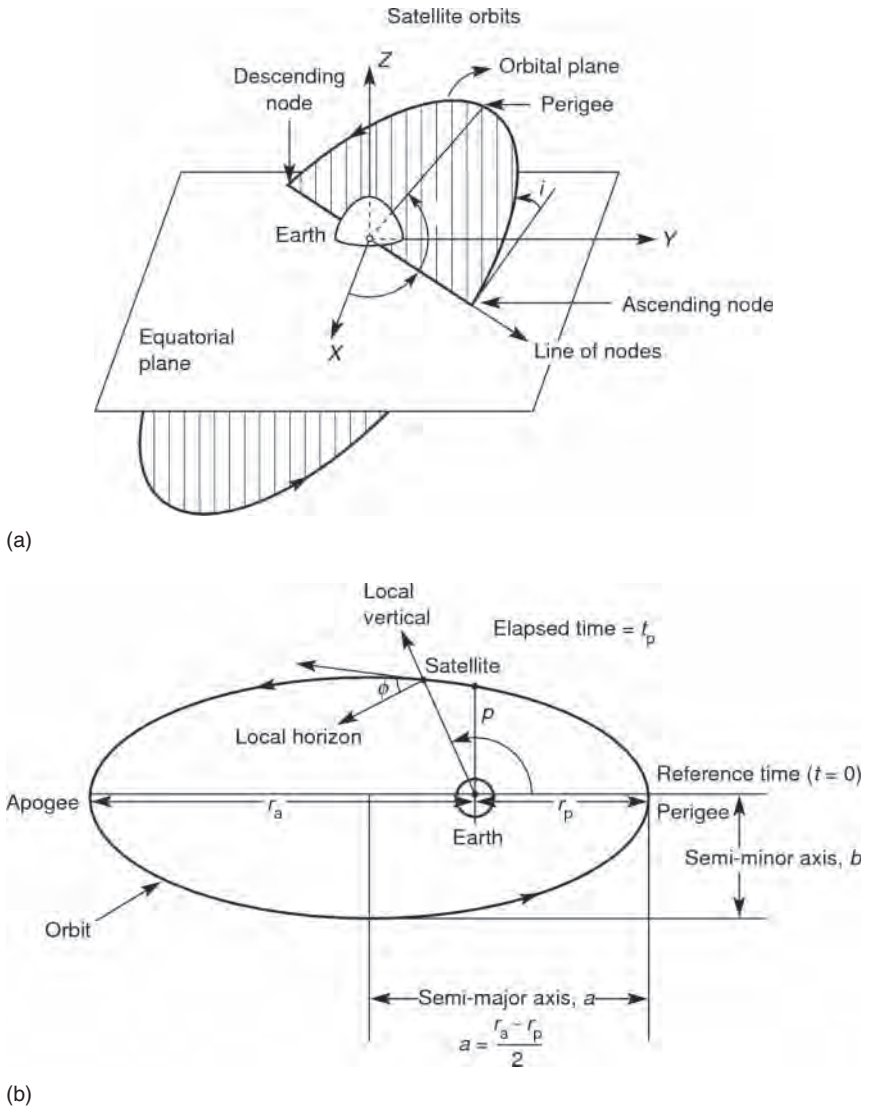 Satellite orbits
Z
Orbital plane
Descending
node
Perigee
i
Earth
Y
Ascending node
Equatorial
plane
X
Line of nodes
(a)
Local
vertical
Elapsed time = tp
Satellite
ϕ
p
Local horizon
Reference time (t = 0)
Apogee
ra
rp
Perigee
Earth
Semi-minor axis, b
Orbit
Semi-major axis, a
a = ra - rp
2
(b)